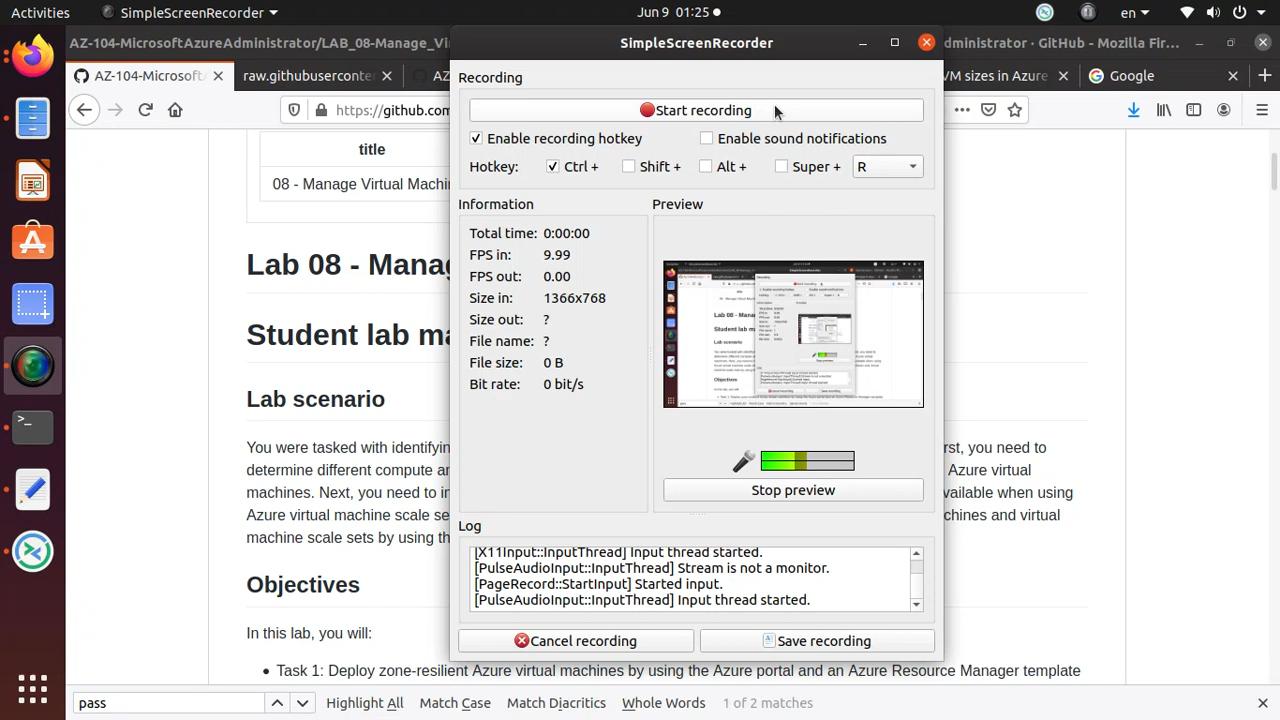 Activities
SimpleScreenRecorder
Jun 9 01:25
en
AZ-104-MicrosoftAzureAdministrator/LAB_08-Manage_Vi
dministrator · GitHub - Mozilla Fir…
SimpleScreenRecorder
AZ-104-Microsoft
raw.githubuserconter
AZ
VM sizes in Azure
Google
https://github.com
title
08 - Manage Virtual Machin
Lab 08 - Manag
Student lab ma
Lab scenario
You were tasked with identifyin
rst, you need to
determine different compute an
Azure virtual
machines. Next, you need to in
vailable when using
Azure virtual machine scale se
chines and virtual
machine scale sets by using th
Objectives
In this lab, you will:
Task 1: Deploy zone-resilient Azure virtual machines by using the Azure portal and an Azure Resource Manager template
Recording
Start recording
Enable recording hotkey
Enable sound notifications
Hotkey:
Ctrl +
Shift +
Alt +
Super +
R
Information
Total time: 0:00:00
FPS in: 9.99
FPS out: 0.00
Size in: 1366x768
Size out: ?
File name: ?
File size: 0 B
Bit rate: 0 bit/s
Preview
Stop preview
Log
[X11Input::InputThread] Input thread started.
[PulseAudioInput::InputThread] Stream is not a monitor.
[PageRecord::StartInput] Started input.
[PulseAudioInput::InputThread] Input thread started.
Cancel recording
Save recording
pass
Highlight All
Match Case
Match Diacritics
Whole Words
1 of 2 matches